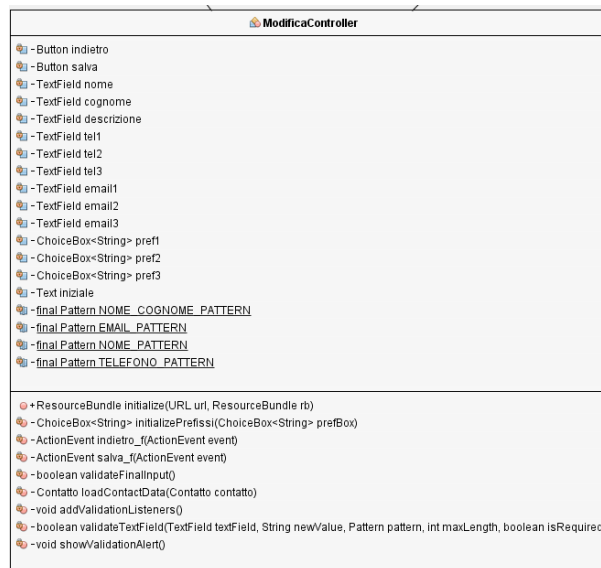 ModificaController
-Button indietro
-Button salva
-TextField nome
-TextField cognome
-TextField descrizione
-TextField tel1
-TextField tel2
-TextField tel3
-TextField email1
-TextField email2
-TextField email3
-ChoiceBox<String> pref1
-ChoiceBox<String> pref2
-ChoiceBox<String> pref3
-Text iniziale
-final Pattern NOME_COGNOME_PATTERN
-final Pattern EMAIL_PATTERN
-final Pattern NOME_PATTERN
-final Pattern TELEFONO_PATTERN
+ResourceBundle initialize(URL url, ResourceBundle rb)
-ChoiceBox<String> initializePrefissi(ChoiceBox<String> prefBox)
-ActionEvent indietro_f(ActionEvent event)
-ActionEvent salva_f(ActionEvent event)
-boolean validateFinalInput()
-Contatto loadContactData(Contatto contatto)
-void addValidationListeners()
-boolean validateTextField(TextField textField, String newValue, Pattern pattern, int maxLength, boolean isRequired
-void showValidationAlert()